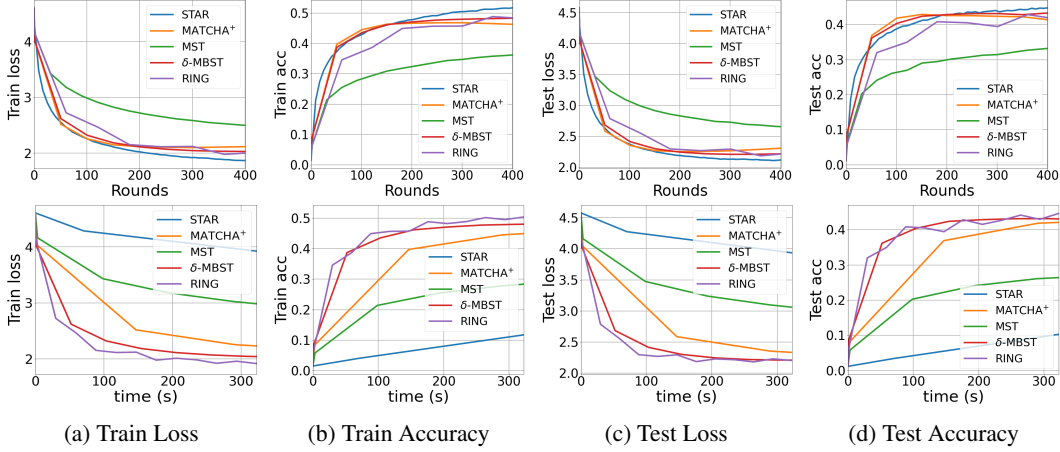 Train loss
4
3
2
0 100 200 300 400
Rounds
STAR
MATCHA⁺
MST
δ-MBST
RING
Train acc
0.5
0.4
0.3
0.2
0.1
0.0
0 100 200 300 400
Rounds
STAR
MATCHA⁺
MST
δ-MBST
RING
Test loss
4.5
4.0
3.5
3.0
2.5
2.0
0 100 200 300 400
Rounds
STAR
MATCHA⁺
MST
δ-MBST
RING
Test acc
0.4
0.3
0.2
0.1
0.0
0 100 200 300 400
Rounds
STAR
MATCHA⁺
MST
δ-MBST
RING
Train loss
4
3
2
0 100 200 300
time (s)
STAR
MATCHA⁺
MST
δ-MBST
RING
Train acc
0.5
0.4
0.3
0.2
0.1
0.0
0 100 200 300
time (s)
STAR
MATCHA⁺
MST
δ-MBST
RING
Test loss
4.5
4.0
3.5
3.0
2.5
2.0
0 100 200 300
time (s)
STAR
MATCHA⁺
MST
δ-MBST
RING
Test acc
0.4
0.3
0.2
0.1
0.0
0 100 200 300
time (s)
STAR
MATCHA⁺
MST
δ-MBST
RING
(a) Train Loss
(b) Train Accuracy
(c) Test Loss
(d) Test Accuracy